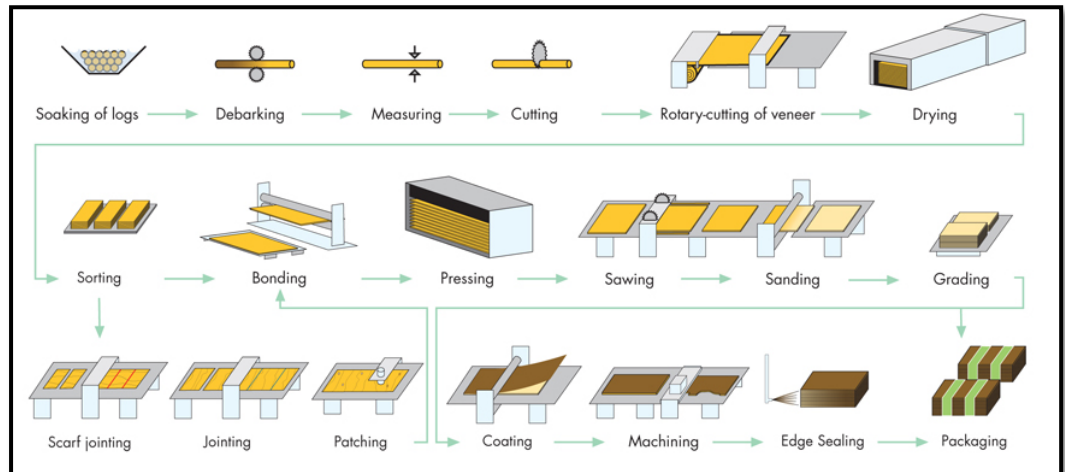 Soaking of logs
Debarking
Measuring
Cutting
Rotary-cutting of veneer
Drying
Sorting
Bonding
Pressing
Sawing
Sanding
Grading
Scarf jointing
Jointing
Patching
Coating
Machining
Edge Sealing
Packaging